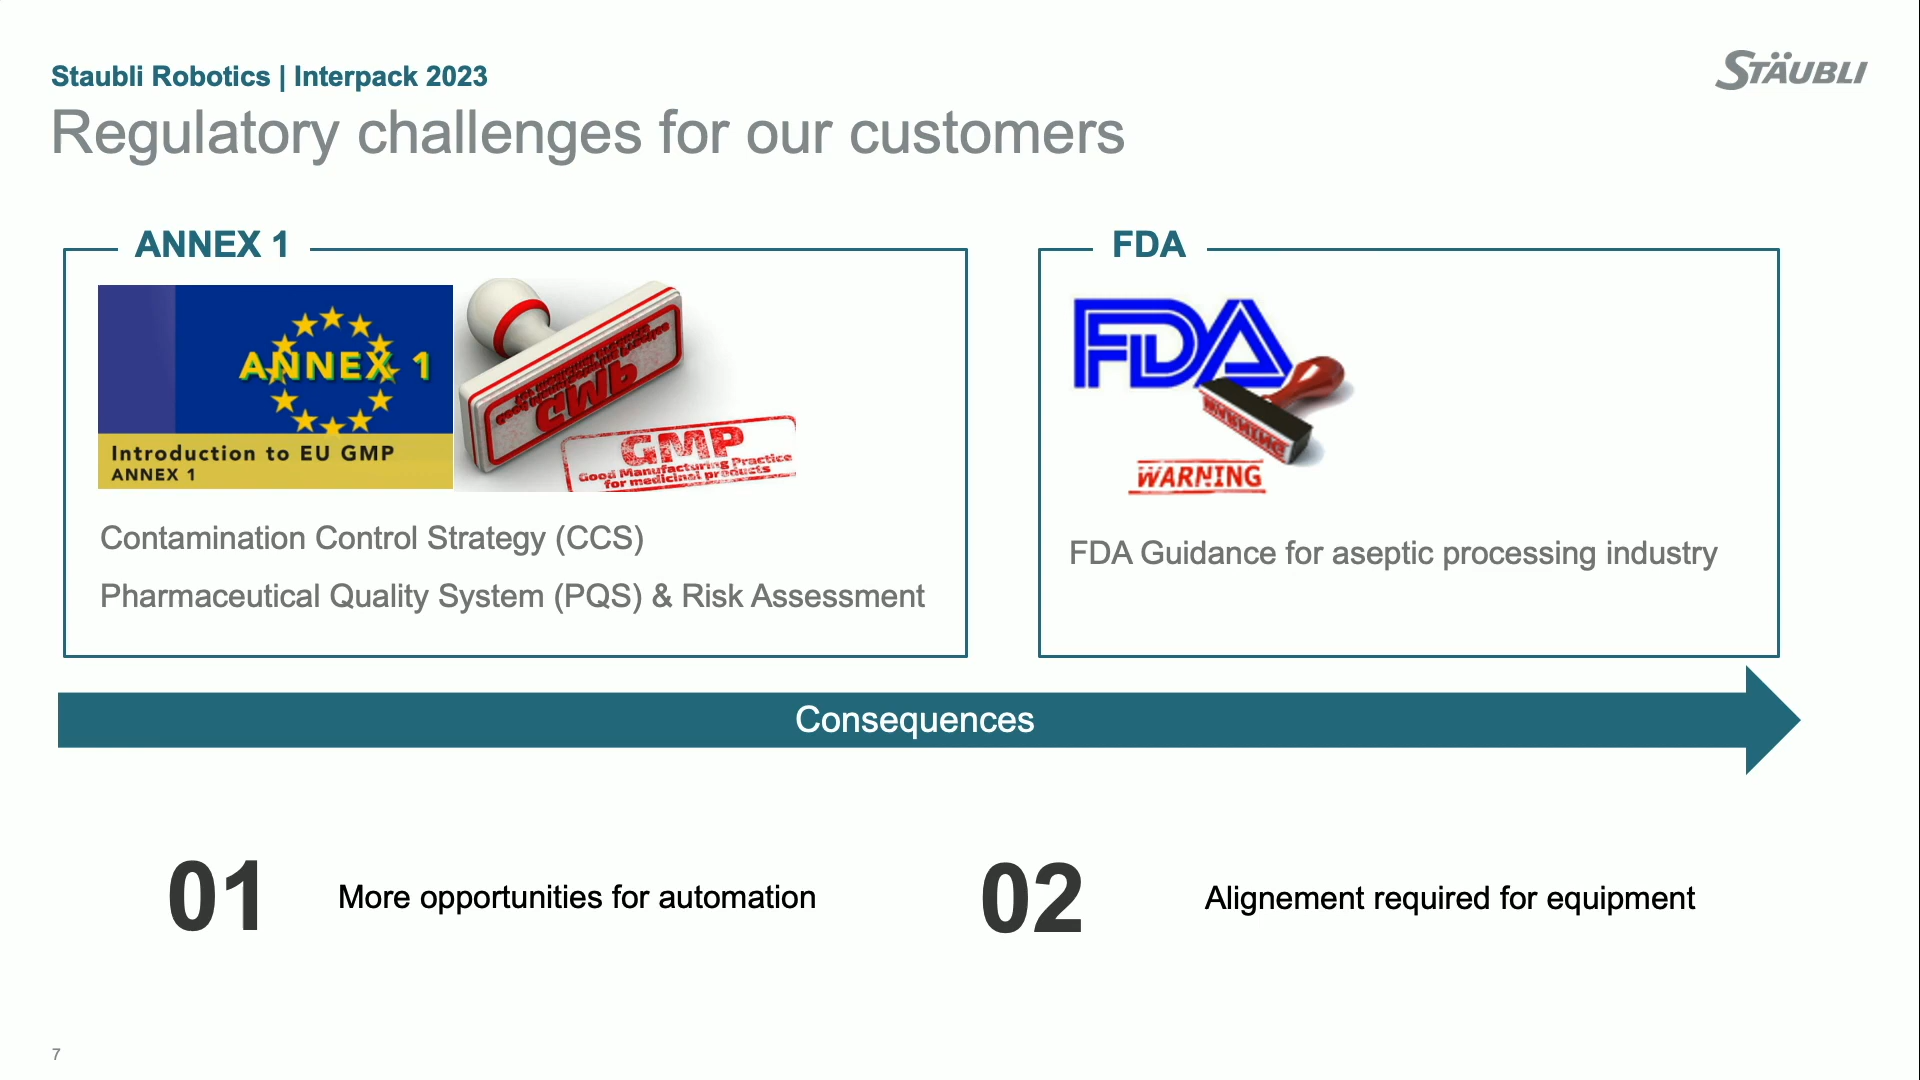 Staubli Robotics | Interpack 2023
STÄUBLI
Regulatory challenges for our customers
ANNEX 1
ANNEX 1
Introduction to EU GMP
ANNEX 1
GMP
GMP
Good Manufacturing Practice
for medicinal products
Contamination Control Strategy (CCS)
Pharmaceutical Quality System (PQS) & Risk Assessment
FDA
FDA
WARNING
WARNING
FDA Guidance for aseptic processing industry
Consequences
01
More opportunities for automation
02
Alignement required for equipment
7